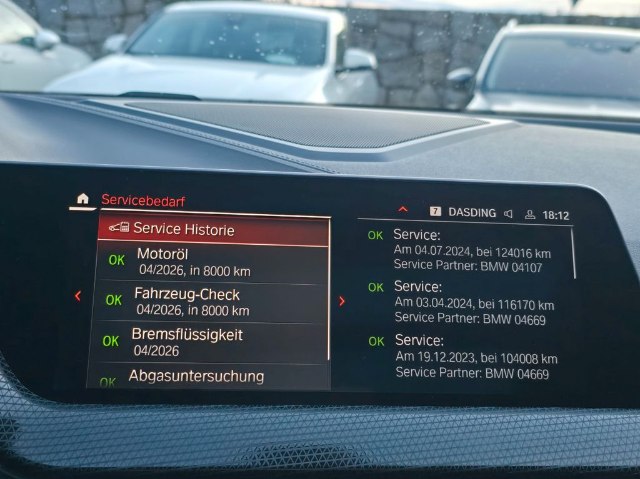 Servicebedarf
7 DASDING 18:12
Service Historie
OK Motoröl
04/2026, in 8000 km
OK Fahrzeug-Check
04/2026, in 8000 km
OK Bremsflüssigkeit
04/2026
OK Abgasuntersuchung
OK Service:
Am 04.07.2024, bei 124016 km
Service Partner: BMW 04107
OK Service:
Am 03.04.2024, bei 116170 km
Service Partner: BMW 04669
OK Service:
Am 19.12.2023, bei 104008 km
Service Partner: BMW 04669